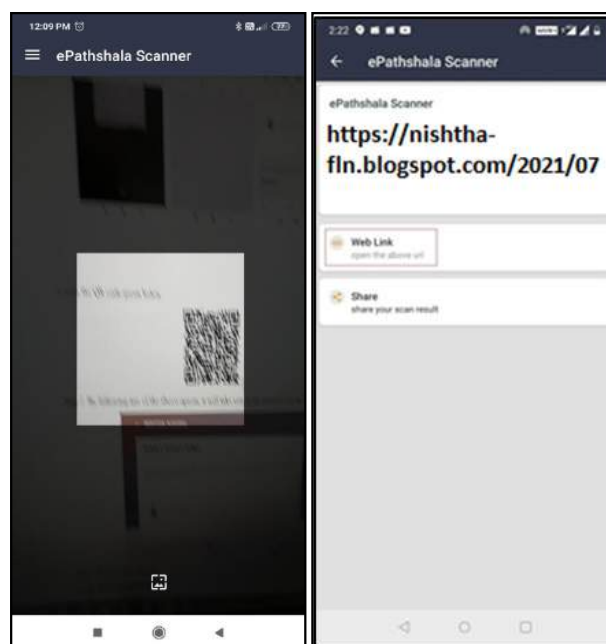 12:09 PM
ePathshala Scanner
2:22
ePathshala Scanner
ePathshala Scanner
https://nishtha-
fln.blogspot.com/2021/07
Web Link
open the above url
Share
share your scan result